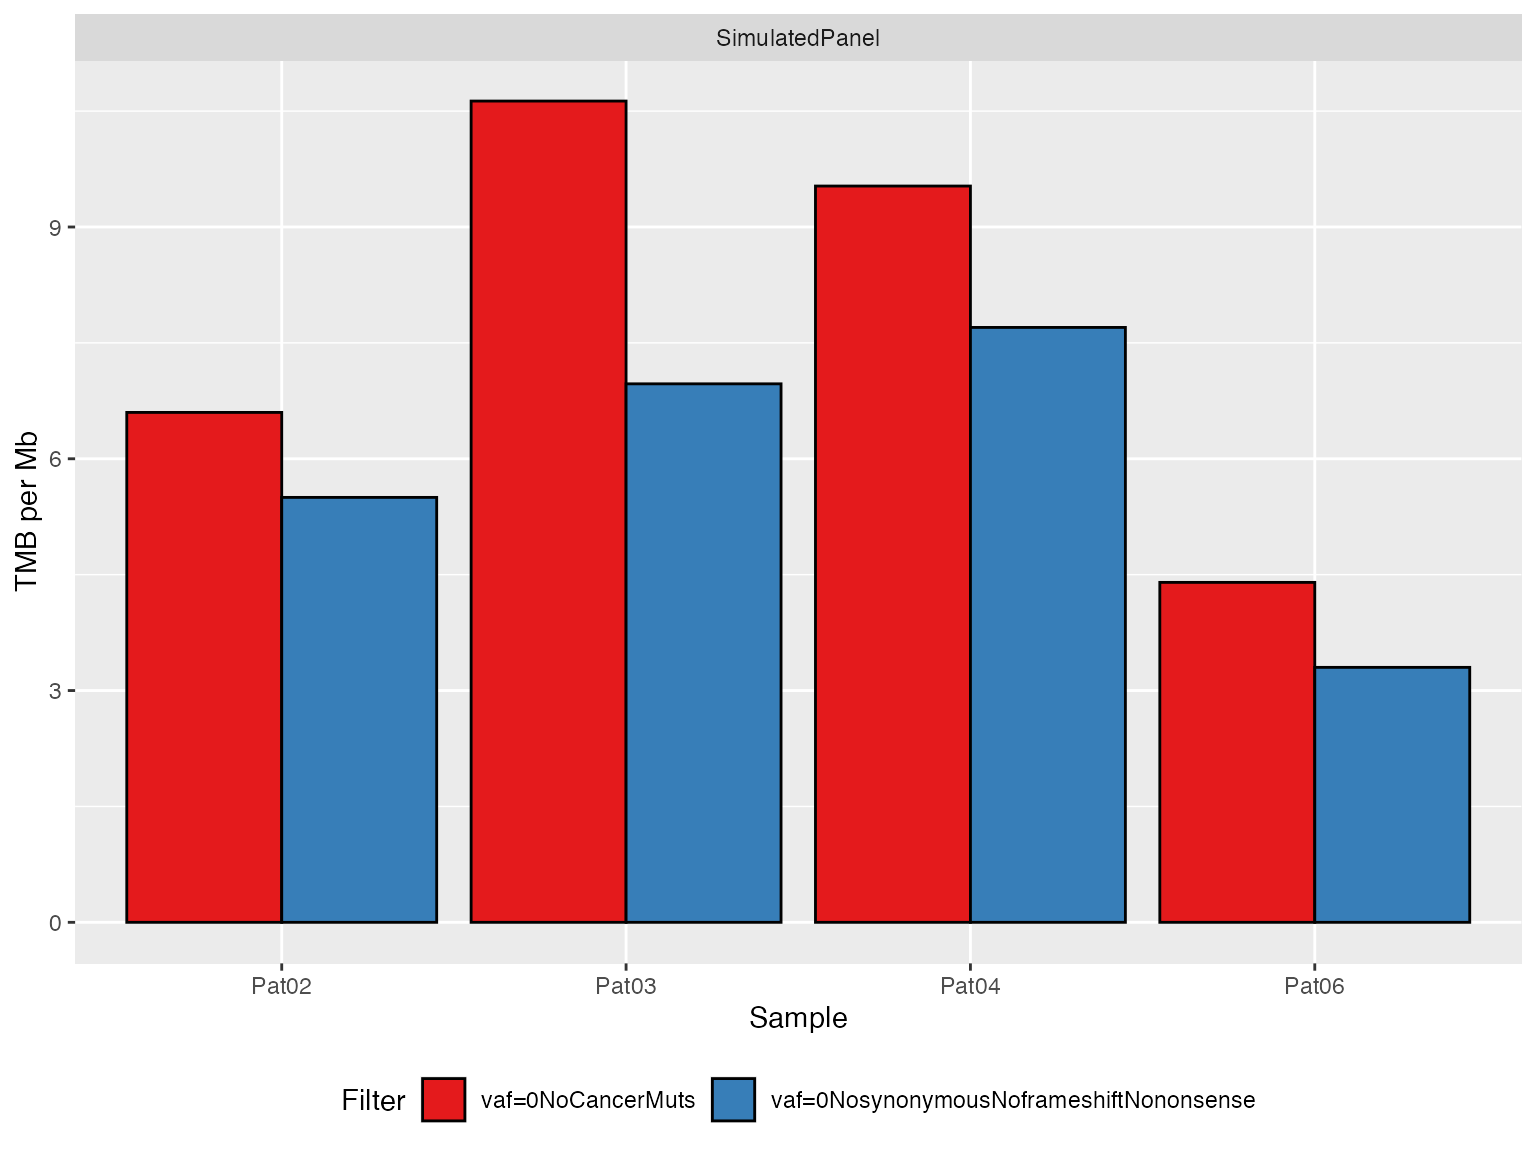 SimulatedPanel
TMB per Mb
9
6
3
0
Pat02 Pat03 Pat04 Pat06
Sample
Filter vaf=0NoCancerMuts vaf=0NosynonymousNoframeshiftNononsense